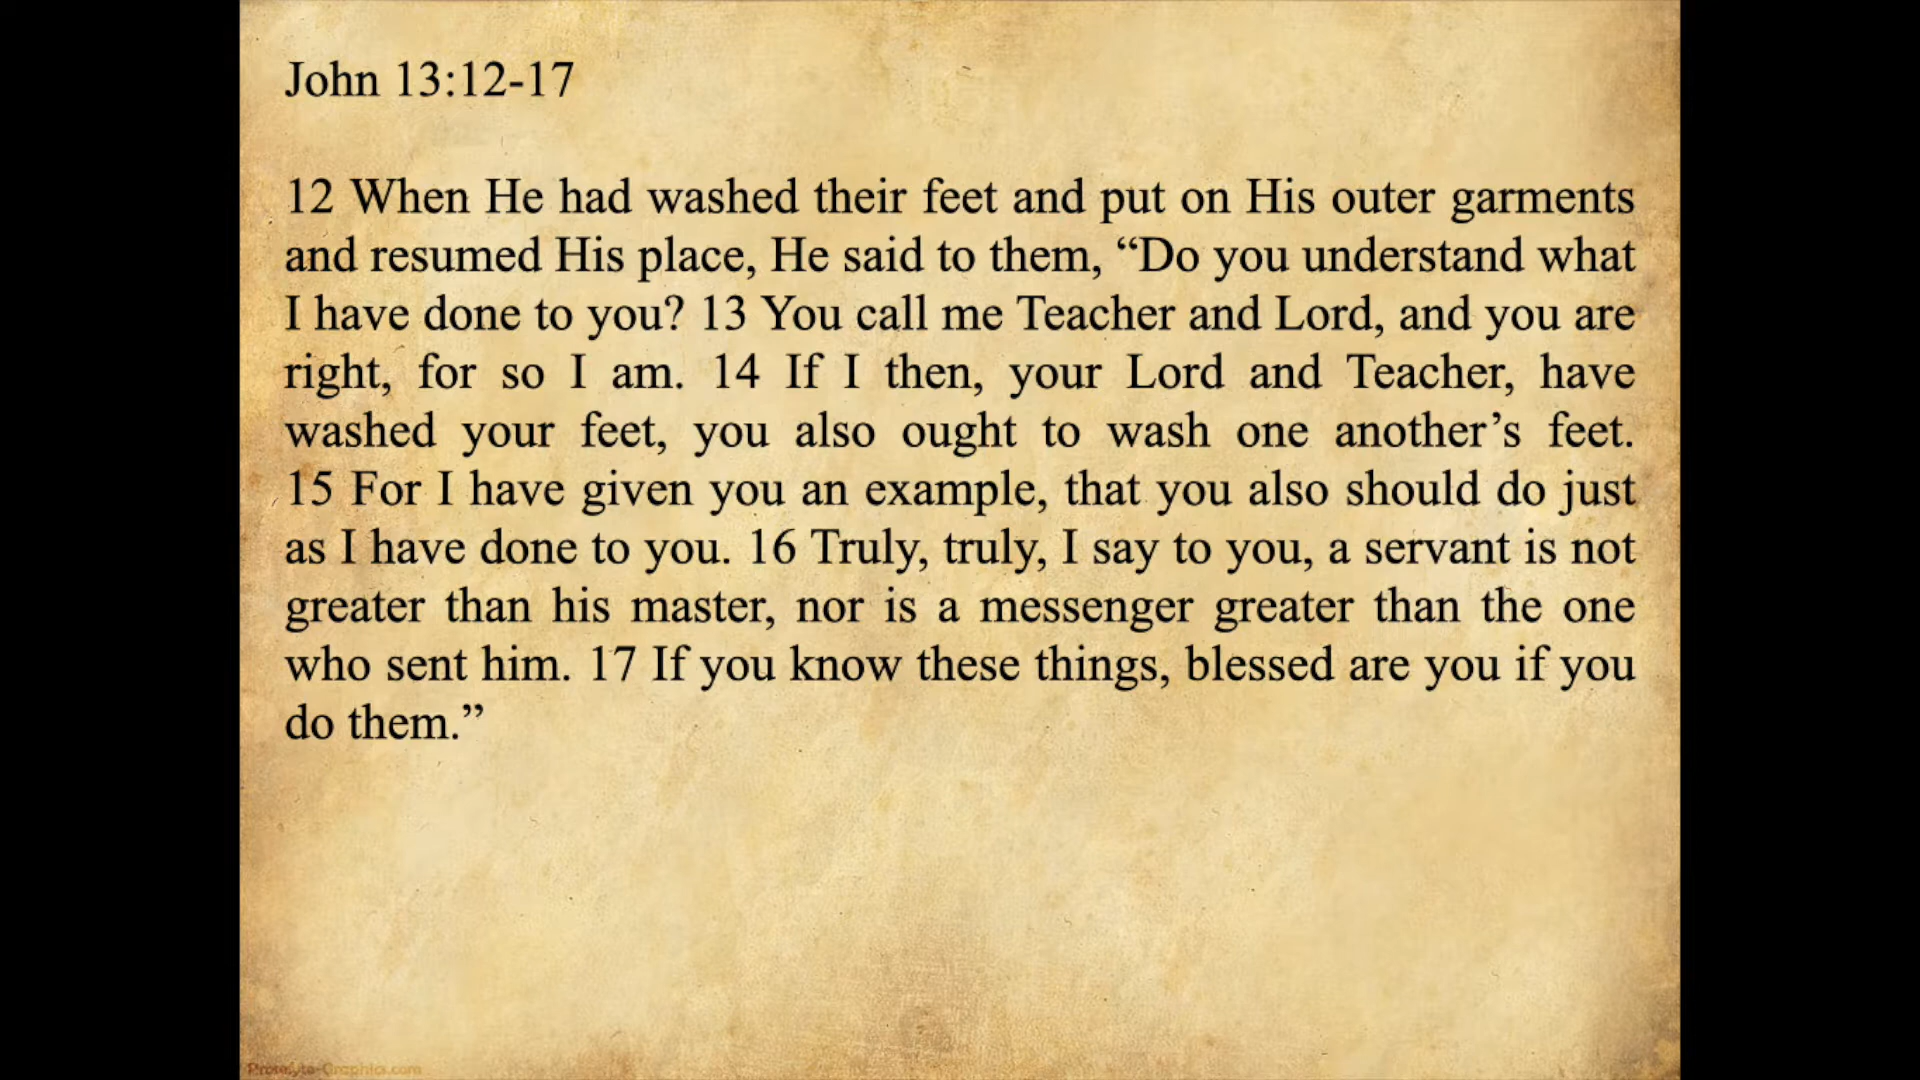 John 13:12-17
12 When He had washed their feet and put on His outer garments
and resumed His place, He said to them, “Do you understand what
I have done to you? 13 You call me Teacher and Lord, and you are
right, for so I am. 14 If I then, your Lord and Teacher, have
washed your feet, you also ought to wash one another’s feet.
15 For I have given you an example, that you also should do just
as I have done to you. 16 Truly, truly, I say to you, a servant is not
greater than his master, nor is a messenger greater than the one
who sent him. 17 If you know these things, blessed are you if you
do them.”